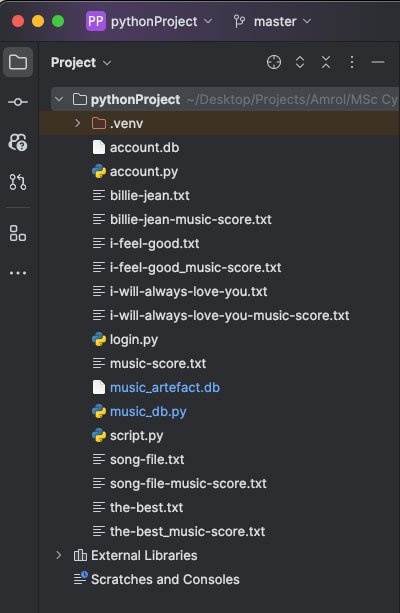 PP pythonProject master
Project
pythonProject ~/Desktop/Projects/Amrol/MSc Cy
.venv
account.db
account.py
billie-jean.txt
billie-jean-music-score.txt
i-feel-good.txt
i-feel-good_music-score.txt
i-will-always-love-you.txt
i-will-always-love-you-music-score.txt
login.py
music-score.txt
music_artefact.db
music_db.py
script.py
song-file.txt
song-file-music-score.txt
the-best.txt
the-best_music-score.txt
External Libraries
Scratches and Consoles